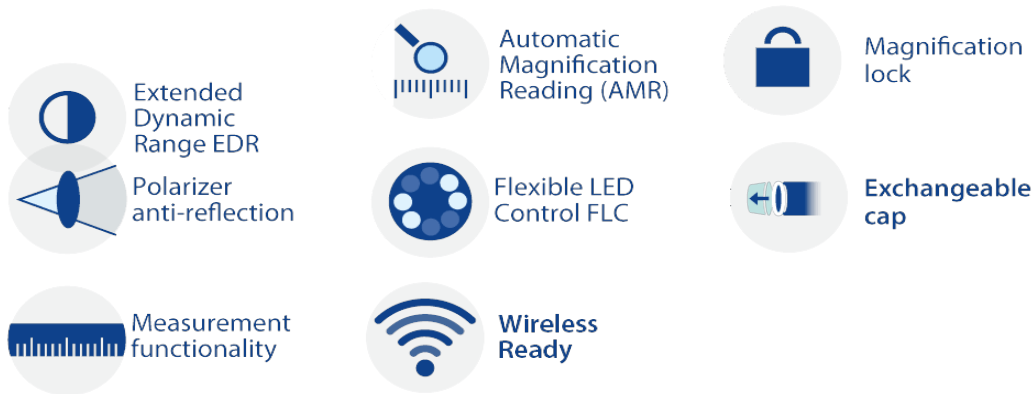 Extended
Dynamic
Range EDR
Automatic
Magnification
Reading (AMR)
Magnification
lock
Polarizer
anti-reflection
Flexible LED
Control FLC
Exchangeable
cap
Measurement
functionality
Wireless
Ready